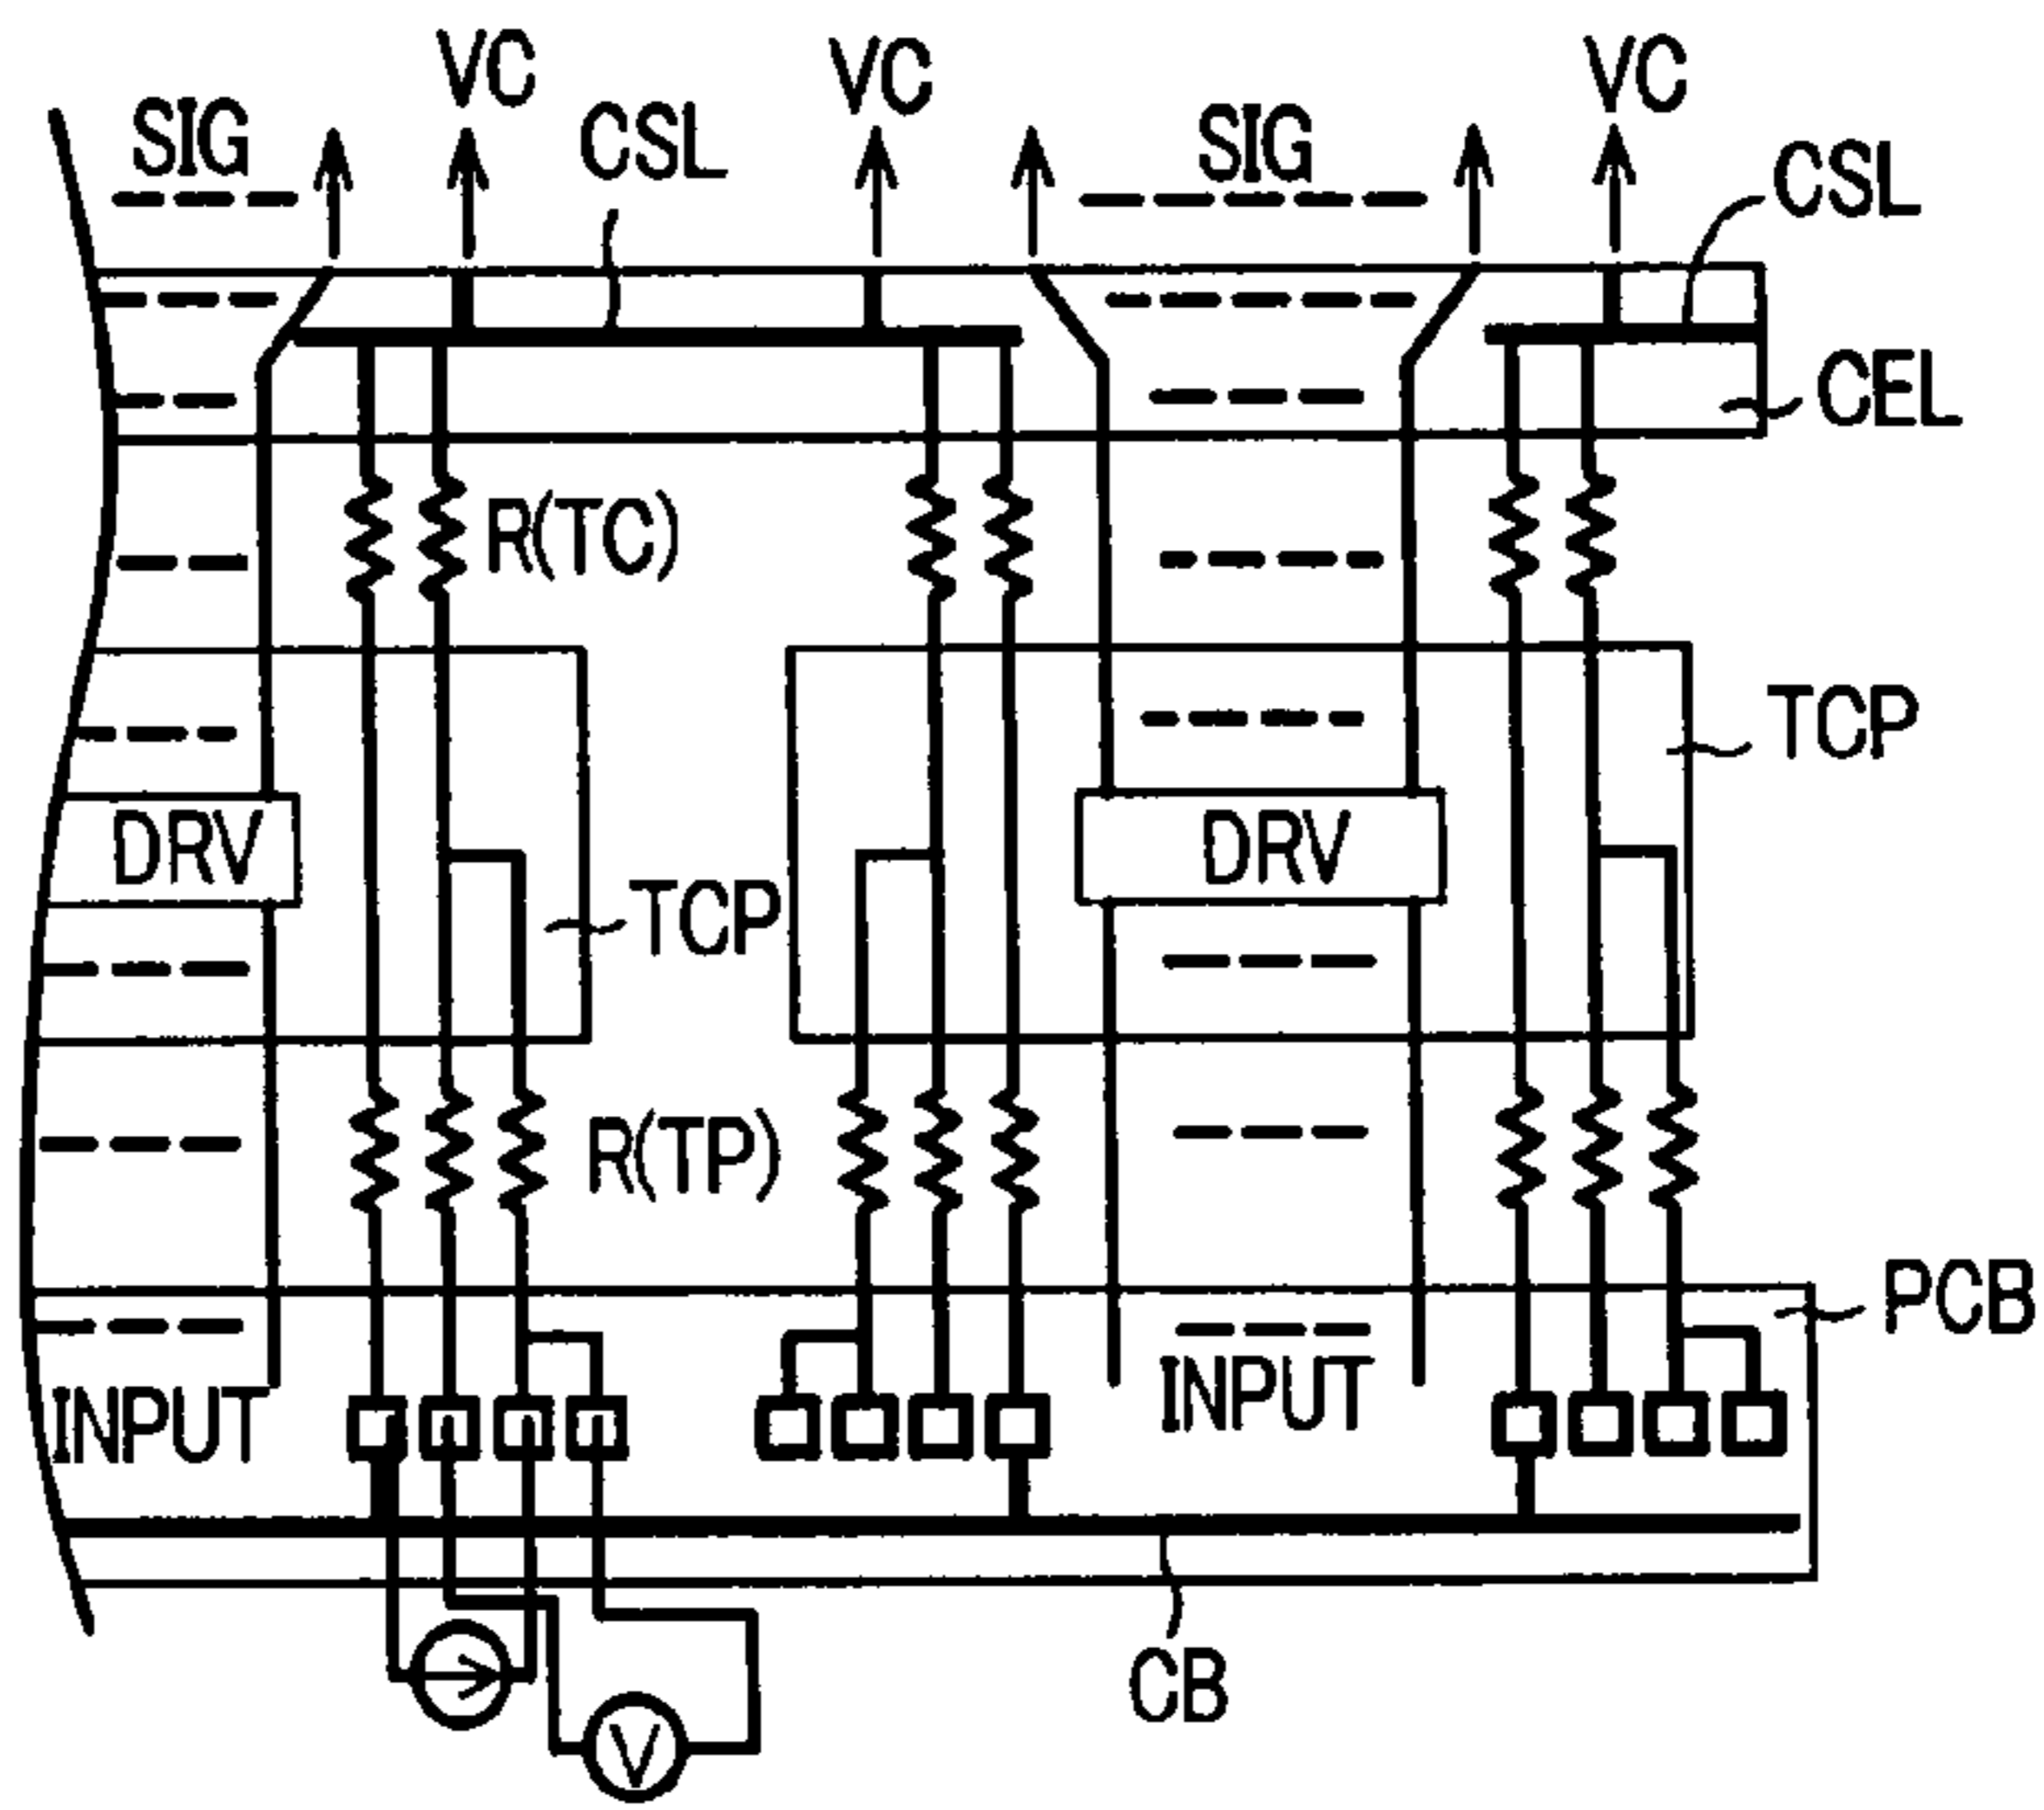 VC
VC
VC
SIG
CSL
SIG
CSL
CEL
R(TC)
TCP
DRV
DRV
TCP
R(TP)
PCB
INPUT
INPUT
CB
V